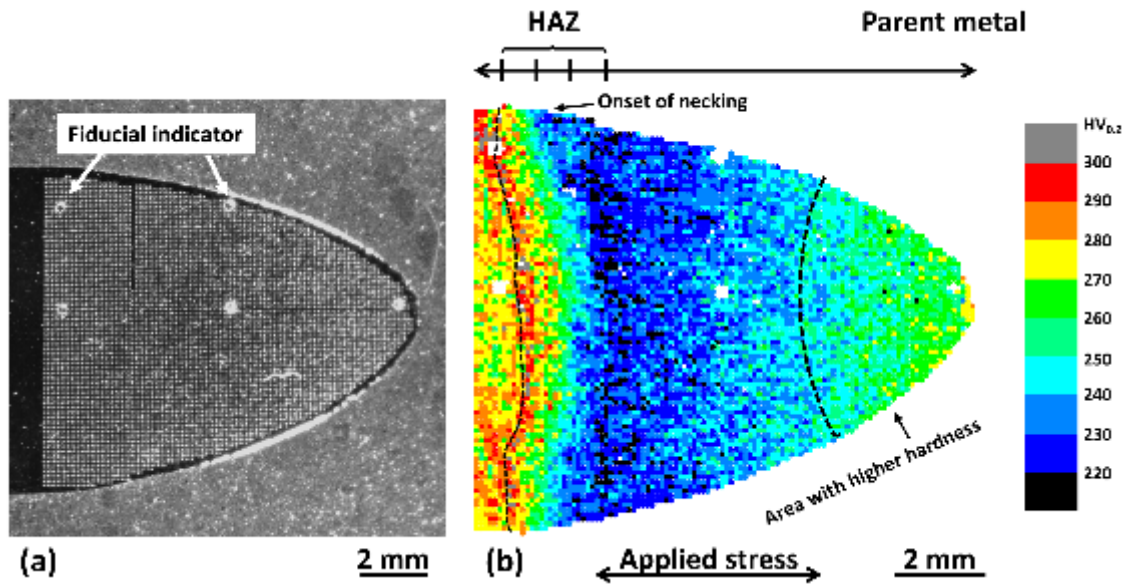 HAZ
Parent metal
Onset of necking
Fiducial indicator
HV0.2
300
290
280
270
260
250
240
230
220
Area with higher hardness
(a)
2 mm
(b)
Applied stress
2 mm